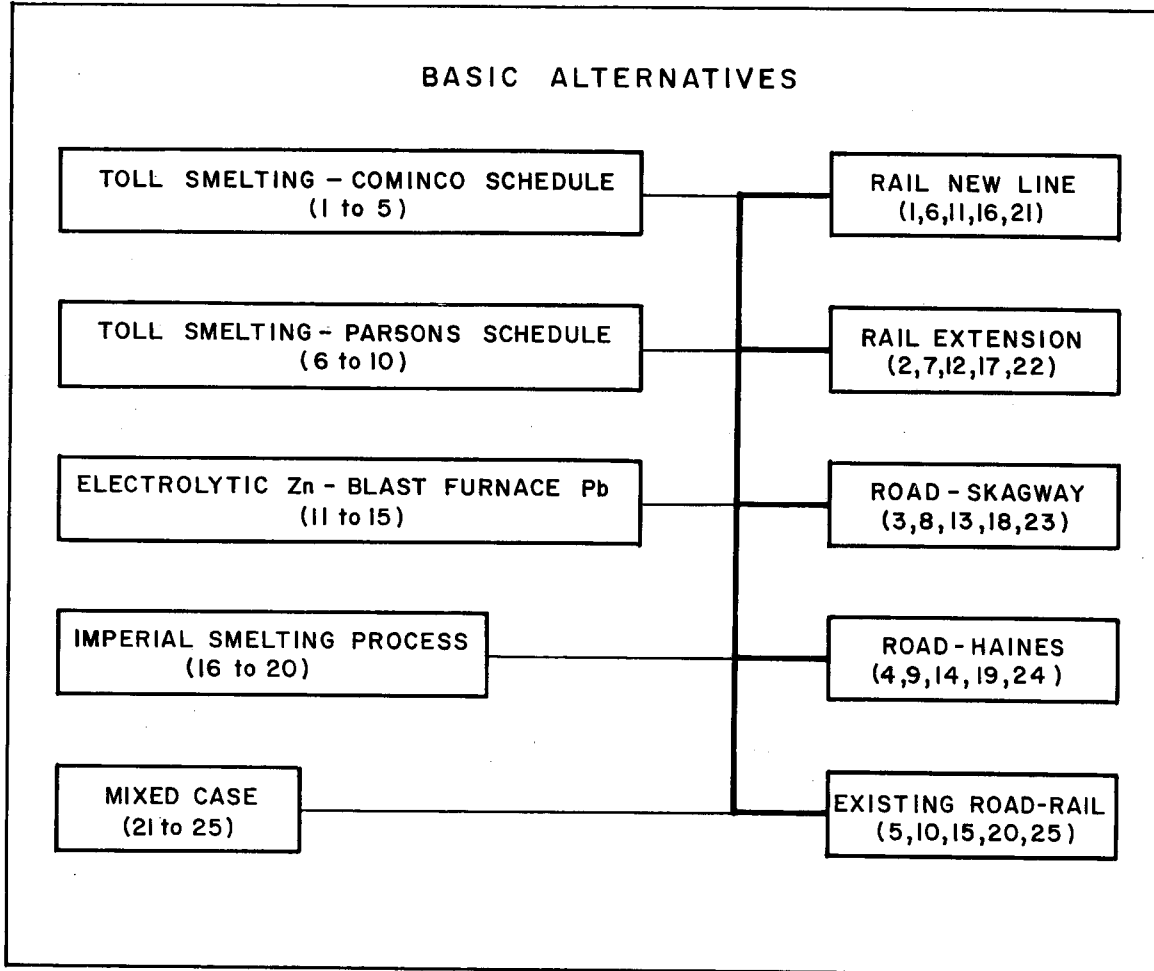 BASIC ALTERNATIVES
TOLL SMELTING - COMINCO SCHEDULE
(1 to 5)
TOLL SMELTING - PARSONS SCHEDULE
(6 to 10)
ELECTROLYTIC Zn - BLAST FURNACE Pb
(11 to 15)
IMPERIAL SMELTING PROCESS
(16 to 20)
MIXED CASE
(21 to 25)
RAIL NEW LINE
(1,6,11,16,21)
RAIL EXTENSION
(2,7,12,17,22)
ROAD - SKAGWAY
(3,8,13,18,23)
ROAD - HAINES
(4,9,14,19,24)
EXISTING ROAD-RAIL
(5,10,15,20,25)